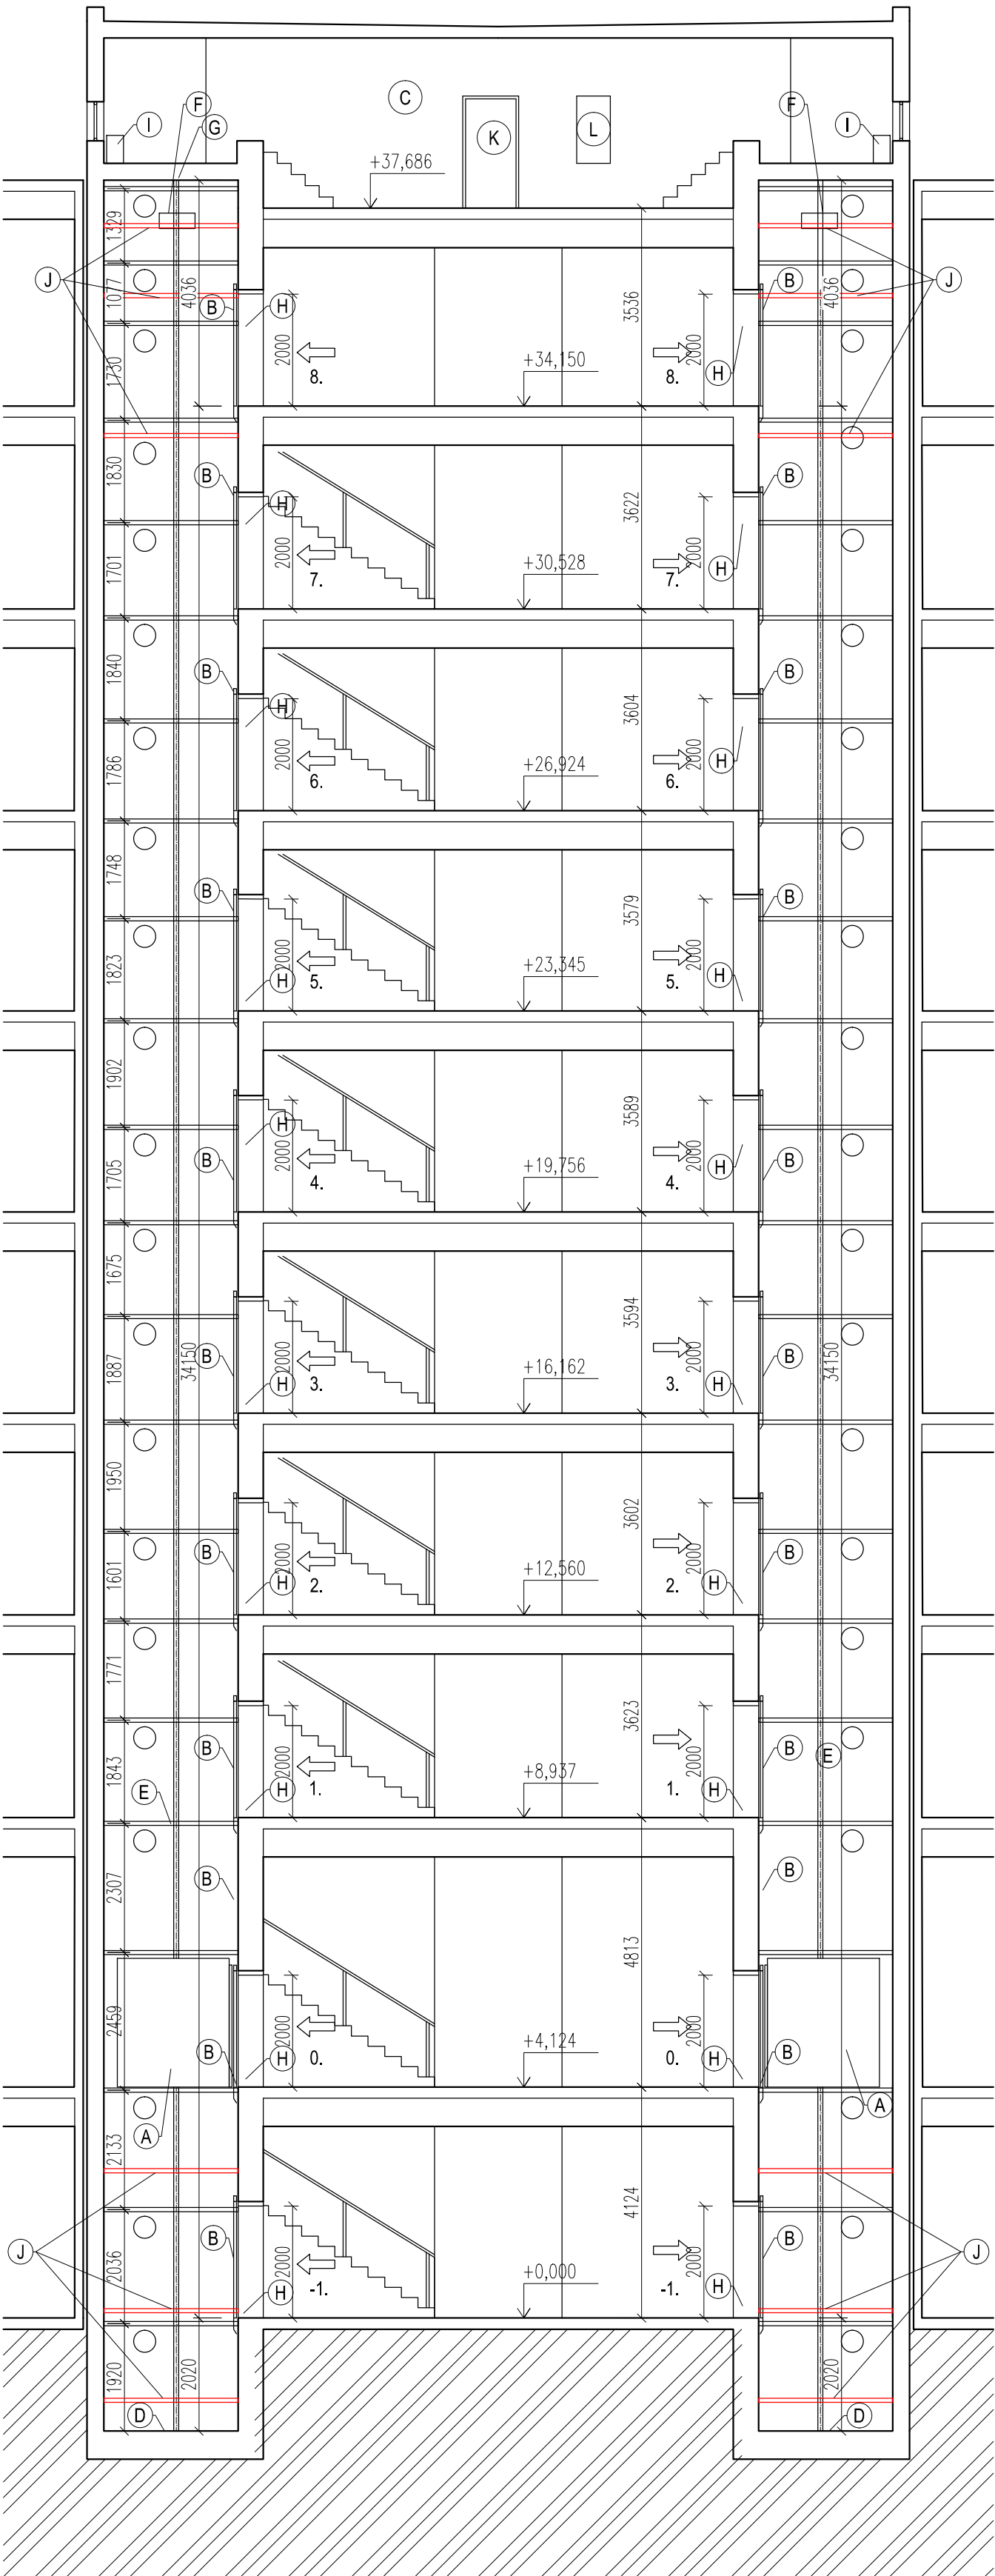 C
F
F
I
G
I
K
L
+37,686
1329
J
J
1077
4036
B
H
3536
B
4036
2000
2000
1730
+34,150
8.
8.
H
1830
B
H
3622
B
1701
2000
+30,528
2000
7.
7.
H
1840
B
H
3604
B
1786
2000
+26,924
2000
6.
6.
H
1748
B
3579
B
1823
2000
+23,345
2000
H
5.
5.
H
1902
H
3589
1705
B
2000
+19,756
2000
B
4.
4.
H
1675
3594
1887
B
34150
2000
+16,162
2000
B
34150
H
3.
3.
H
1950
3602
1601
B
2000
+12,560
2000
B
H
2.
2.
H
1771
3623
1843
B
2000
+8,937
2000
B
E
E
H
1.
1.
H
2307
B
B
4813
2459
2000
+4,124
2000
B
H
0.
0.
H
B
A
A
2133
4124
B
B
J
2036
2000
+0,000
2000
J
H
-1.
-1.
H
1920
2020
2020
D
D